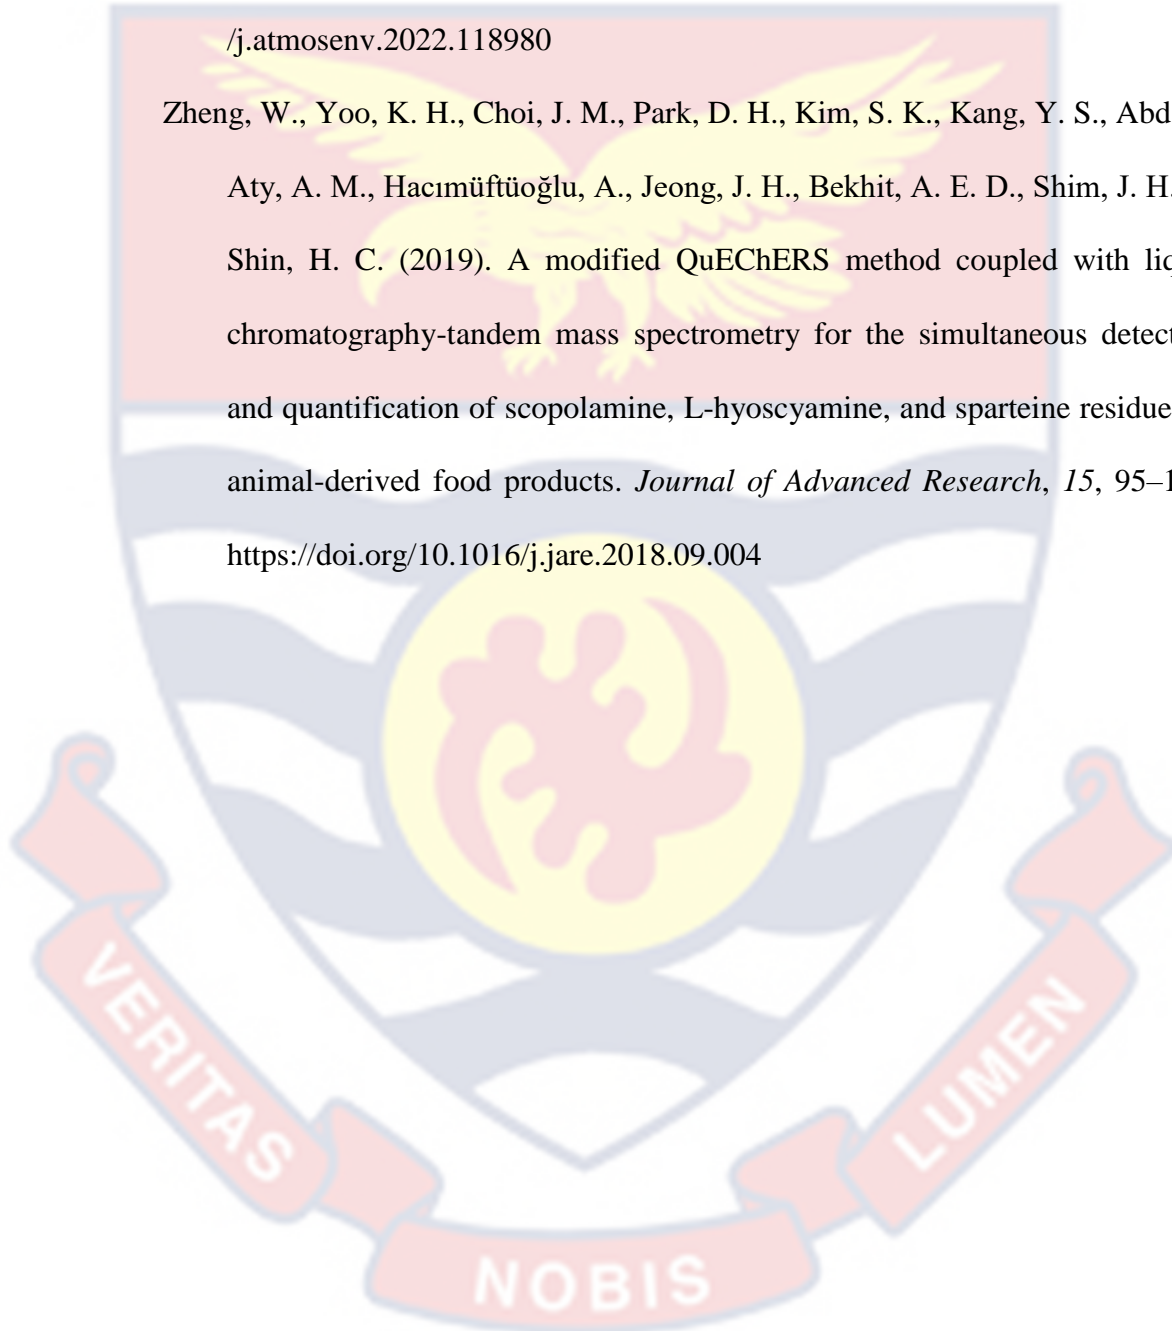 /j.atmosenv.2022.118980
Zheng, W., Yoo, K. H., Choi, J. M., Park, D. H., Kim, S. K., Kang, Y. S., Abd
Aty, A. M., Hacımüftüoğlu, A., Jeong, J. H., Bekhit, A. E. D., Shim, J. H.
Shin, H. C. (2019). A modified QuEChERS method coupled with liq
chromatography-tandem mass spectrometry for the simultaneous detect
and quantification of scopolamine, L-hyoscyamine, and sparteine residue
animal-derived food products. Journal of Advanced Research, 15, 95–1
https://doi.org/10.1016/j.jare.2018.09.004
VERITAS
NOBIS
LUMEN